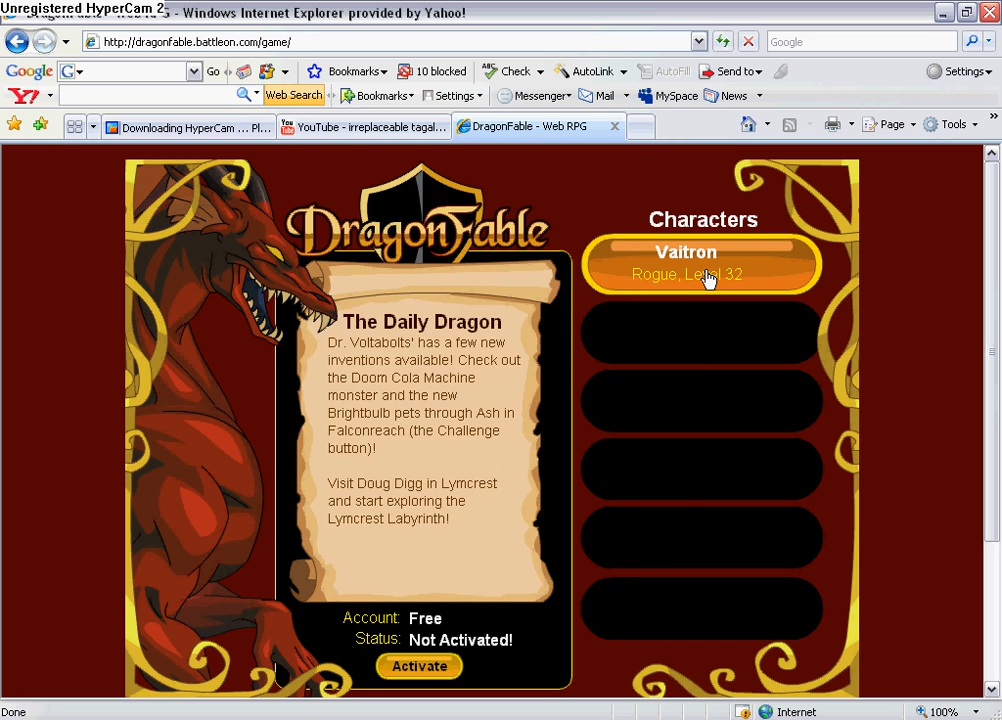 Unregistered HyperCam 2
DragonFable - Web RPG - Windows Internet Explorer provided by Yahoo!
http://dragonfable.battleon.com/game/
Google
Google
G
Go
Bookmarks
10 blocked
ABC
Check
AutoLink
AutoFill
Send to
Settings
Y!
Web Search
Bookmarks
Settings
Messenger
Mail
MySpace
News
Downloading HyperCam ... Pl...
YouTube - irreplaceable tagal...
DragonFable - Web RPG
Page
Tools
DragonFable
Characters
Vaitron
Rogue, Level 32
The Daily Dragon
Dr. Voltabolts' has a few new
inventions available! Check out
the Doom Cola Machine
monster and the new
Brightbulb pets through Ash in
Falconreach (the Challenge
button)!
Visit Doug Digg in Lymcrest
and start exploring the
Lymcrest Labyrinth!
Account: Free
Status: Not Activated!
Activate
Done
Internet
100%